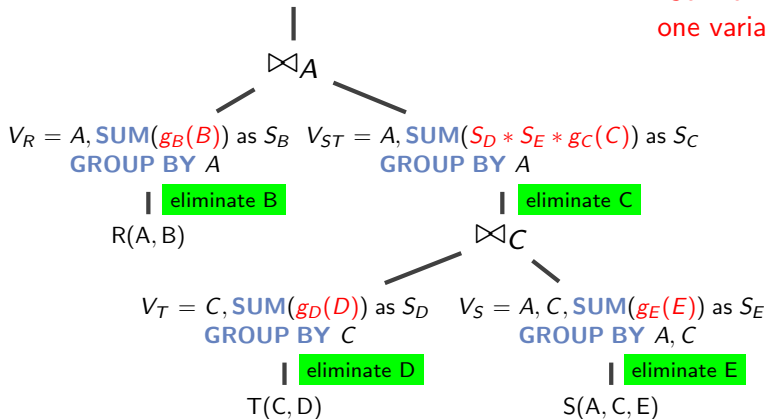 one varia
⋈A
V_R = A, SUM(g_B(B)) as S_B
GROUP BY A
V_ST = A, SUM(S_D * S_E * g_C(C)) as S_C
GROUP BY A
eliminate B
eliminate C
R(A, B)
⋈C
V_T = C, SUM(g_D(D)) as S_D
GROUP BY C
V_S = A, C, SUM(g_E(E)) as S_E
GROUP BY A, C
eliminate D
eliminate E
T(C, D)
S(A, C, E)